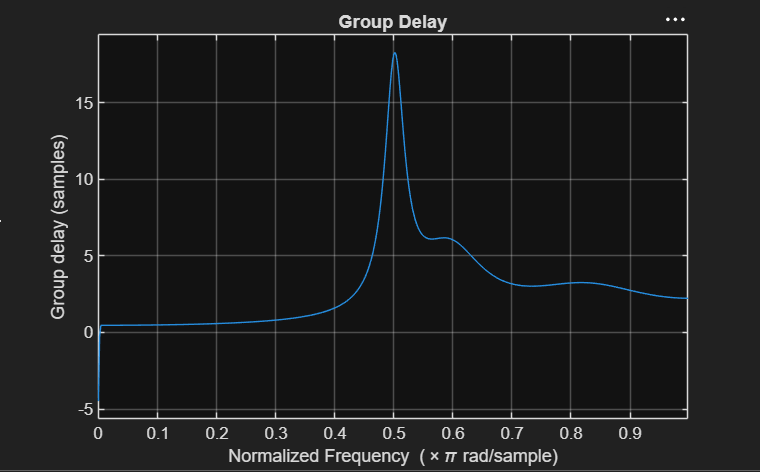 Group Delay
Group delay (samples)
15
10
5
0
-5
0 0.1 0.2 0.3 0.4 0.5 0.6 0.7 0.8 0.9
Normalized Frequency ( × π rad/sample)